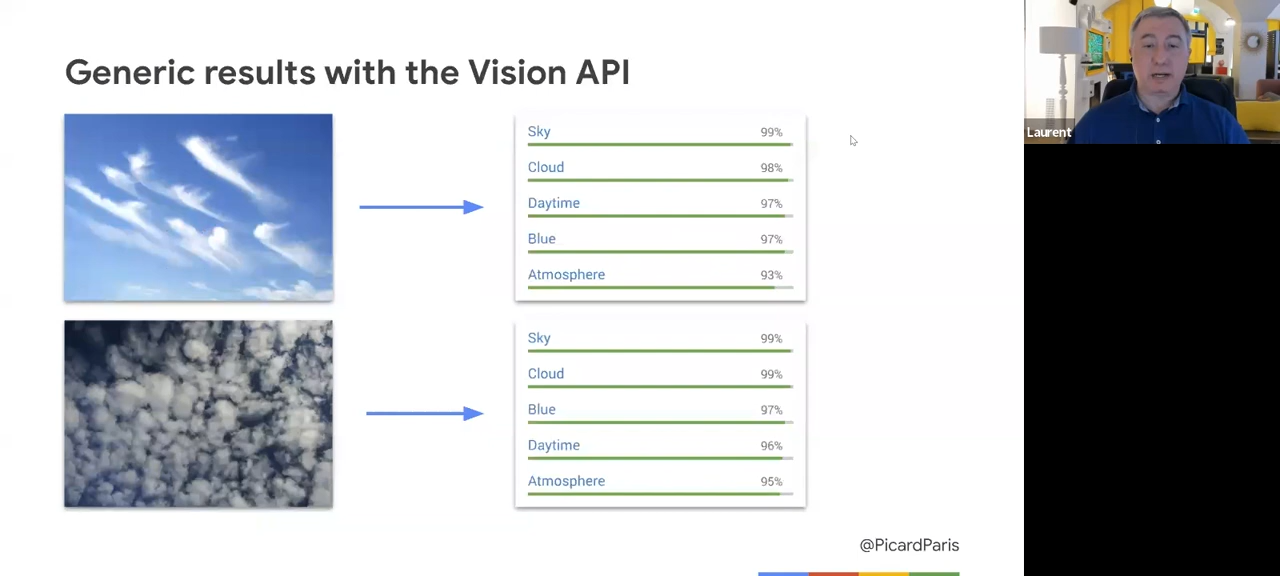 Generic results with the Vision API
Sky 99%
Cloud 98%
Daytime 97%
Blue 97%
Atmosphere 93%
Sky 99%
Cloud 99%
Blue 97%
Daytime 96%
Atmosphere 95%
@PicardParis
Laurent